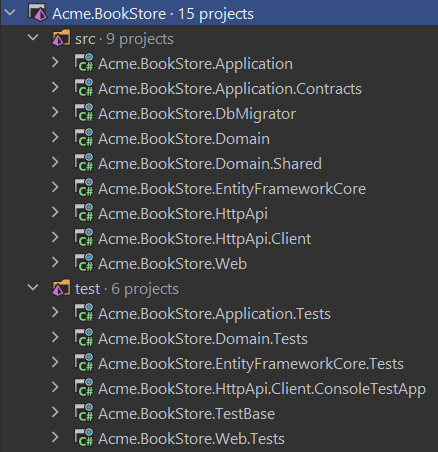 Acme.BookStore · 15 projects
src · 9 projects
C# Acme.BookStore.Application
C# Acme.BookStore.Application.Contracts
C# Acme.BookStore.DbMigrator
C# Acme.BookStore.Domain
C# Acme.BookStore.Domain.Shared
C# Acme.BookStore.EntityFrameworkCore
C# Acme.BookStore.HttpApi
C# Acme.BookStore.HttpApi.Client
C# Acme.BookStore.Web
test · 6 projects
C# Acme.BookStore.Application.Tests
C# Acme.BookStore.Domain.Tests
C# Acme.BookStore.EntityFrameworkCore.Tests
C# Acme.BookStore.HttpApi.Client.ConsoleTestApp
C# Acme.BookStore.TestBase
C# Acme.BookStore.Web.Tests